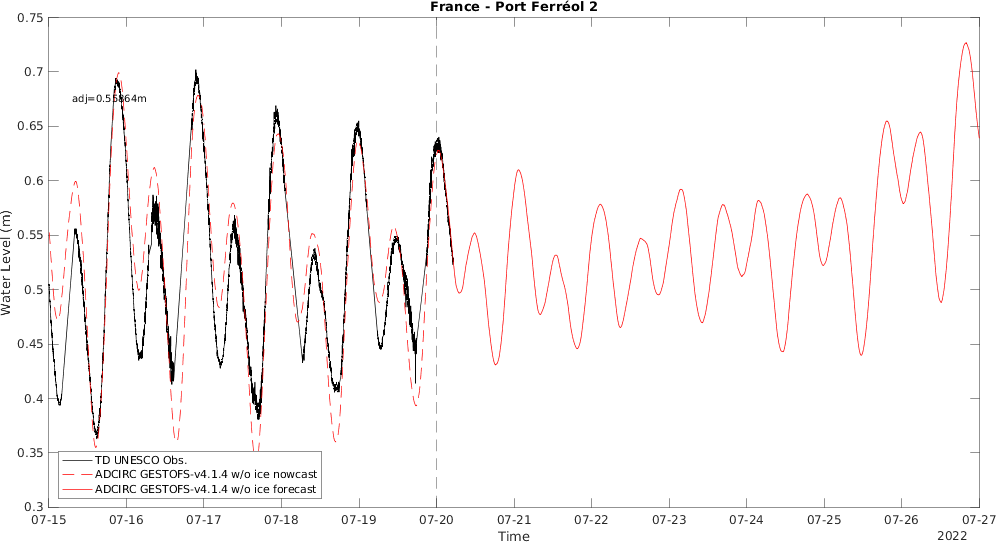 France - Port Ferréol 2
0.75
0.7
0.65
0.6
0.55
0.5
0.45
0.4
0.35
0.3
Water Level (m)
adj=0.55864m
TD UNESCO Obs.
ADCIRC GESTOFS-v4.1.4 w/o ice nowcast
ADCIRC GESTOFS-v4.1.4 w/o ice forecast
07-15 07-16 07-17 07-18 07-19 07-20 07-21 07-22 07-23 07-24 07-25 07-26 07-27
Time
2022